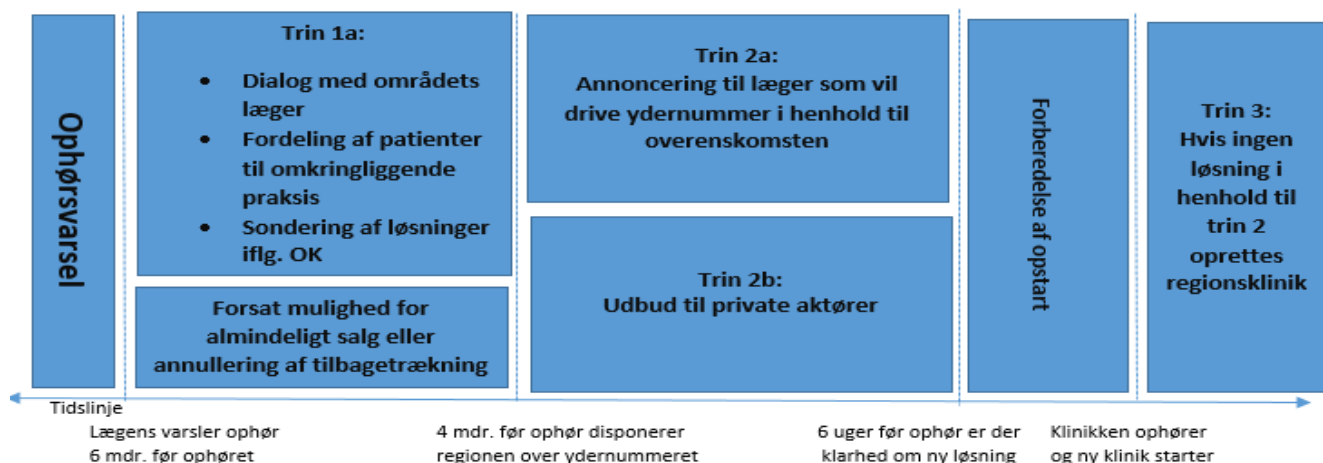 Ophørsvarsel
Trin 1a:
• Dialog med områdets
læger
• Fordeling af patienter
til omkringliggende
praksis
• Sondering af løsninger
iflg. OK
Forsat mulighed for
almindeligt salg eller
annullering af tilbagetrækning
Trin 2a:
Annoncering til læger som vil
drive ydernummer i henhold til
overenskomsten
Trin 2b:
Udbud til private aktører
Forberedelse af opstart
Trin 3:
Hvis ingen
løsning i
henhold til
trin 2
oprettes
regionsklinik
Tidslinje
Lægens varsler ophør
6 mdr. før ophøret
4 mdr. før ophør disponerer
regionen over ydernummeret
6 uger før ophør er der
klarhed om ny løsning
Klinikken ophører
og ny klinik starter